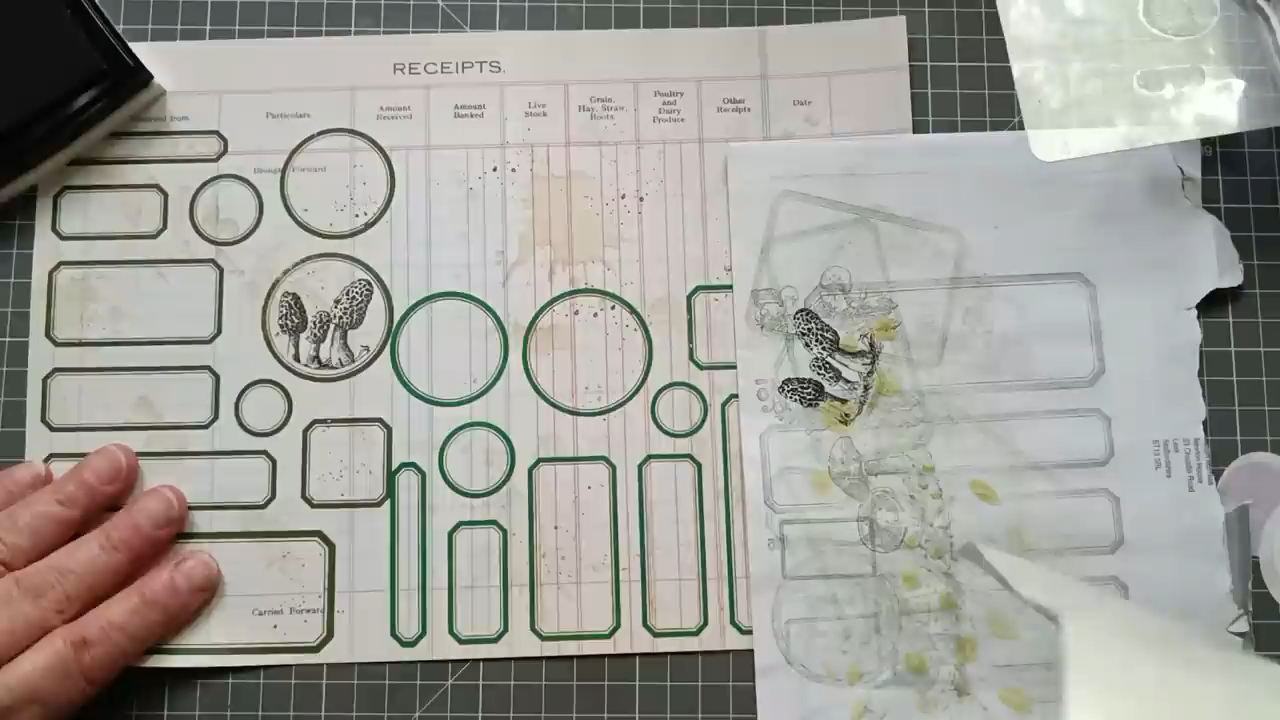 RECEIPTS.
Particulars
Amount
Received
Amount
Banked
Live
Stock
Grain,
Hay, Straw,
Roots.
Poultry
and
Dairy
Produce
Other
Receipts
Date
Brought Forward
Carried Forward